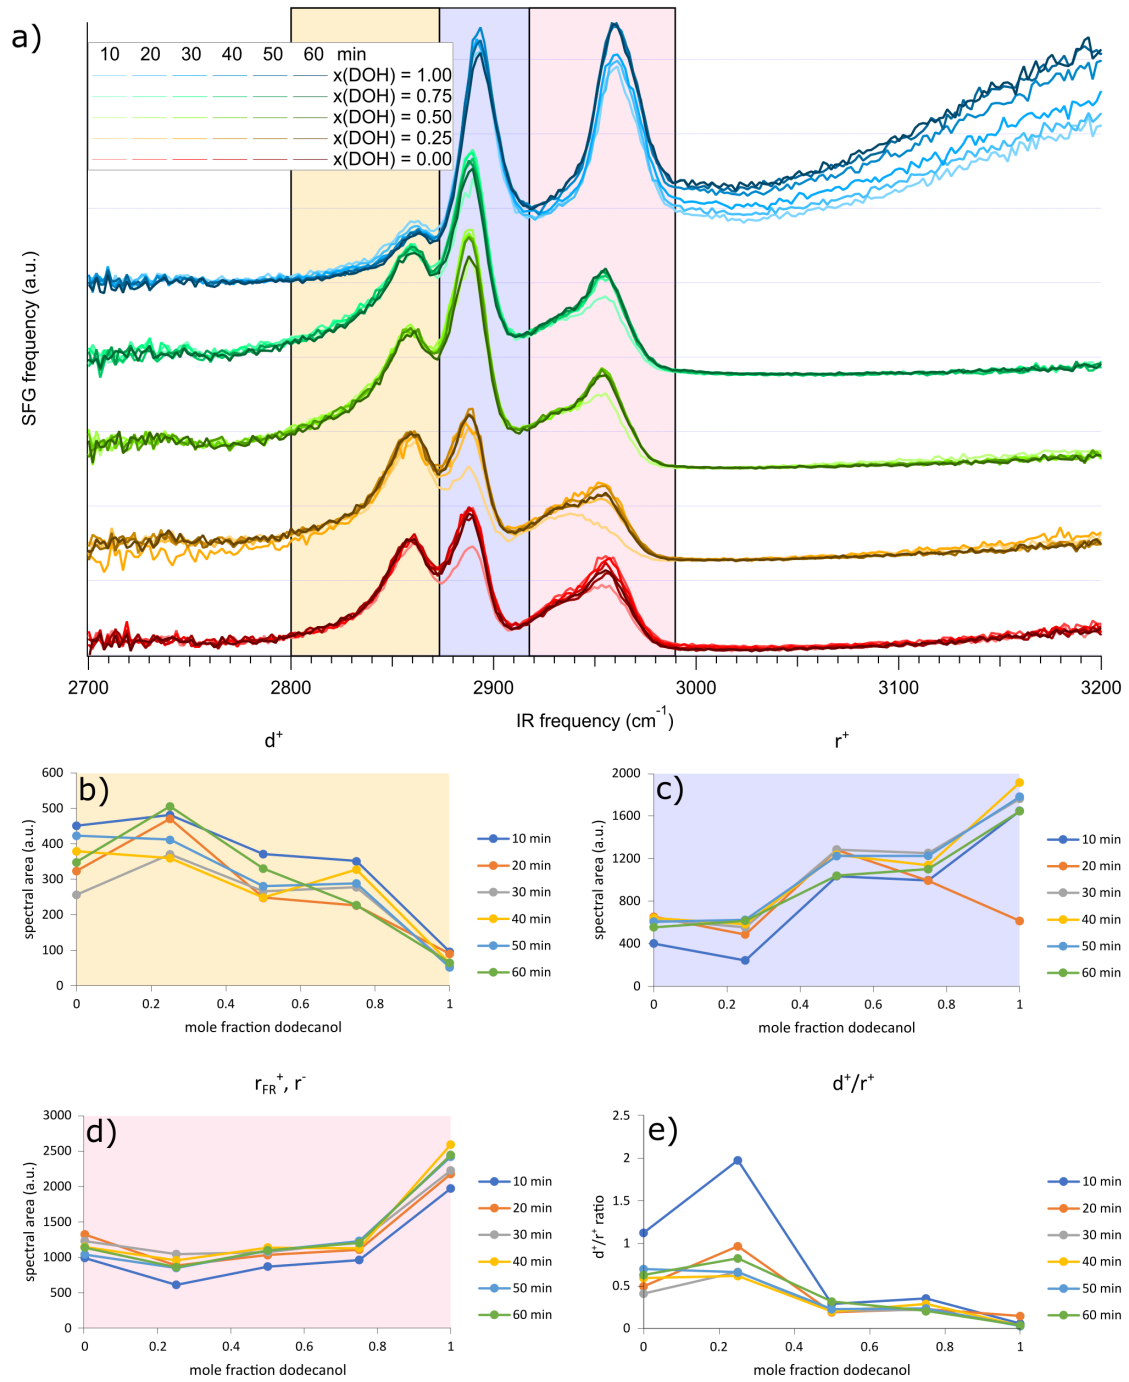 a)
10 20 30 40 50 60 min
x(DOH) = 1.00
x(DOH) = 0.75
x(DOH) = 0.50
x(DOH) = 0.25
x(DOH) = 0.00
SFG frequency (a.u.)
2700 2800 2900 3000 3100 3200
IR frequency (cm⁻¹)
d⁺
b)
600
500
400
300
200
100
0
spectral area (a.u.)
0 0.2 0.4 0.6 0.8 1
mole fraction dodecanol
10 min
20 min
30 min
40 min
50 min
60 min
r⁺
c)
2000
1600
1200
800
400
0
spectral area (a.u.)
0 0.2 0.4 0.6 0.8 1
mole fraction dodecanol
10 min
20 min
30 min
40 min
50 min
60 min
r_FR⁺, r⁻
d)
3000
2500
2000
1500
1000
500
0
spectral area (a.u.)
0 0.2 0.4 0.6 0.8 1
mole fraction dodecanol
10 min
20 min
30 min
40 min
50 min
60 min
d⁺/r⁺
e)
2.5
2
1.5
1
0.5
0
d⁺/r⁺ ratio
0 0.2 0.4 0.6 0.8 1
mole fraction dodecanol
10 min
20 min
30 min
40 min
50 min
60 min